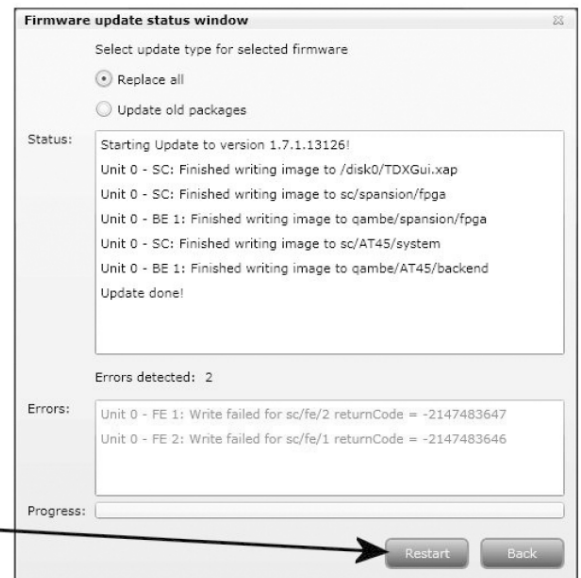 Firmware update status window
Select update type for selected firmware
Replace all
Update old packages
Status:
Starting Update to version 1.7.1.13126!
Unit 0 - SC: Finished writing image to /disk0/TDXGui.xap
Unit 0 - SC: Finished writing image to sc/spansion/fpga
Unit 0 - BE 1: Finished writing image to qambe/spansion/fpga
Unit 0 - SC: Finished writing image to sc/AT45/system
Unit 0 - BE 1: Finished writing image to qambe/AT45/backend
Update done!
Errors detected: 2
Errors:
Unit 0 - FE 1: Write failed for sc/fe/2 returnCode = -2147483647
Unit 0 - FE 2: Write failed for sc/fe/1 returnCode = -2147483646
Progress:
Restart
Back